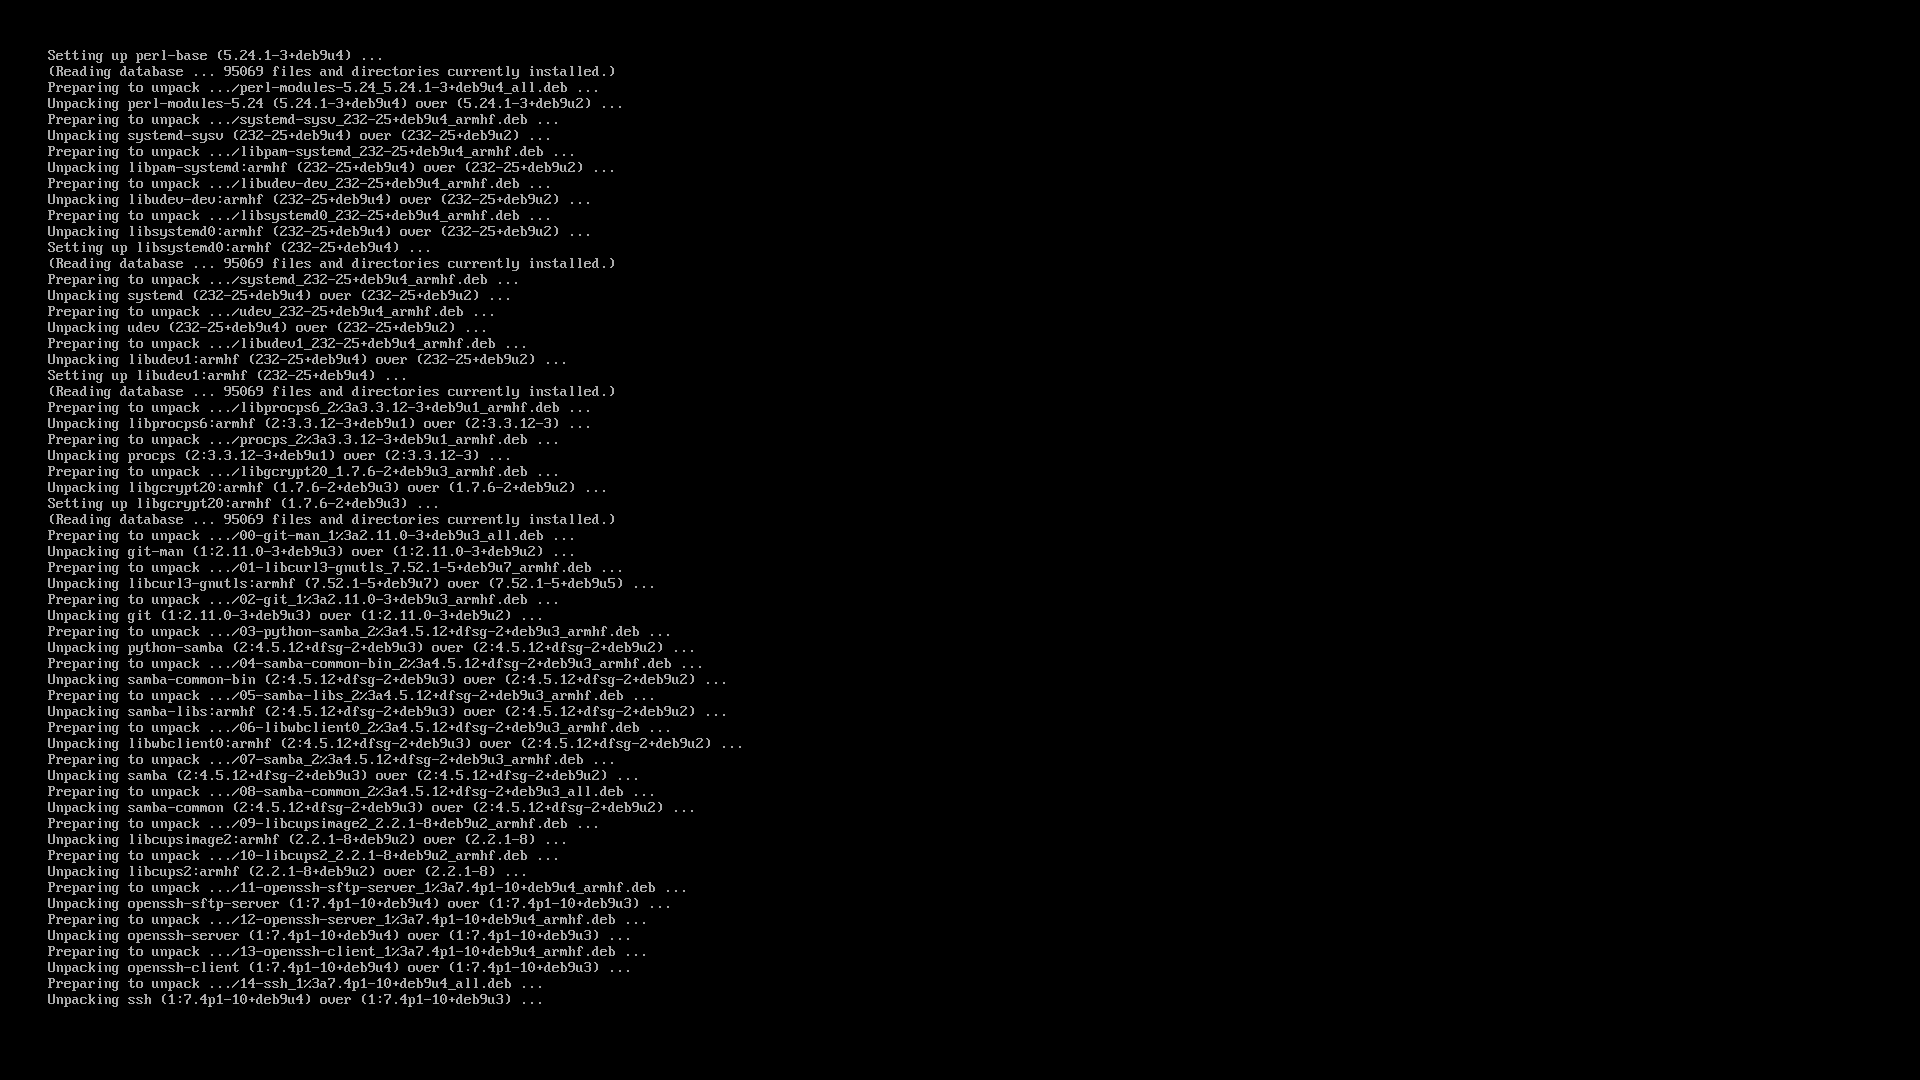 Setting up perl-base (5.24.1-3+deb9u4) ...
(Reading database ... 95069 files and directories currently installed.)
Preparing to unpack .../perl-modules-5.24_5.24.1-3+deb9u4_all.deb ...
Unpacking perl-modules-5.24 (5.24.1-3+deb9u4) over (5.24.1-3+deb9u2) ...
Preparing to unpack .../systemd-sysv_232-25+deb9u4_armhf.deb ...
Unpacking systemd-sysv (232-25+deb9u4) over (232-25+deb9u2) ...
Preparing to unpack .../libpam-systemd_232-25+deb9u4_armhf.deb ...
Unpacking libpam-systemd:armhf (232-25+deb9u4) over (232-25+deb9u2) ...
Preparing to unpack .../libudev-dev_232-25+deb9u4_armhf.deb ...
Unpacking libudev-dev:armhf (232-25+deb9u4) over (232-25+deb9u2) ...
Preparing to unpack .../libsystemd0_232-25+deb9u4_armhf.deb ...
Unpacking libsystemd0:armhf (232-25+deb9u4) over (232-25+deb9u2) ...
Setting up libsystemd0:armhf (232-25+deb9u4) ...
(Reading database ... 95069 files and directories currently installed.)
Preparing to unpack .../systemd_232-25+deb9u4_armhf.deb ...
Unpacking systemd (232-25+deb9u4) over (232-25+deb9u2) ...
Preparing to unpack .../udev_232-25+deb9u4_armhf.deb ...
Unpacking udev (232-25+deb9u4) over (232-25+deb9u2) ...
Preparing to unpack .../libudev1_232-25+deb9u4_armhf.deb ...
Unpacking libudev1:armhf (232-25+deb9u4) over (232-25+deb9u2) ...
Setting up libudev1:armhf (232-25+deb9u4) ...
(Reading database ... 95069 files and directories currently installed.)
Preparing to unpack .../libprocps6_2%3a3.3.12-3+deb9u1_armhf.deb ...
Unpacking libprocps6:armhf (2:3.3.12-3+deb9u1) over (2:3.3.12-3) ...
Preparing to unpack .../procps_2%3a3.3.12-3+deb9u1_armhf.deb ...
Unpacking procps (2:3.3.12-3+deb9u1) over (2:3.3.12-3) ...
Preparing to unpack .../libgcrypt20_1.7.6-2+deb9u3_armhf.deb ...
Unpacking libgcrypt20:armhf (1.7.6-2+deb9u3) over (1.7.6-2+deb9u2) ...
Setting up libgcrypt20:armhf (1.7.6-2+deb9u3) ...
(Reading database ... 95069 files and directories currently installed.)
Preparing to unpack .../00-git-man_1%3a2.11.0-3+deb9u3_all.deb ...
Unpacking git-man (1:2.11.0-3+deb9u3) over (1:2.11.0-3+deb9u2) ...
Preparing to unpack .../01-libcurl3-gnutls_7.52.1-5+deb9u7_armhf.deb ...
Unpacking libcurl3-gnutls:armhf (7.52.1-5+deb9u7) over (7.52.1-5+deb9u5) ...
Preparing to unpack .../02-git_1%3a2.11.0-3+deb9u3_armhf.deb ...
Unpacking git (1:2.11.0-3+deb9u3) over (1:2.11.0-3+deb9u2) ...
Preparing to unpack .../03-python-samba_2%3a4.5.12+dfsg-2+deb9u3_armhf.deb ...
Unpacking python-samba (2:4.5.12+dfsg-2+deb9u3) over (2:4.5.12+dfsg-2+deb9u2) ...
Preparing to unpack .../04-samba-common-bin_2%3a4.5.12+dfsg-2+deb9u3_armhf.deb ...
Unpacking samba-common-bin (2:4.5.12+dfsg-2+deb9u3) over (2:4.5.12+dfsg-2+deb9u2) ...
Preparing to unpack .../05-samba-libs_2%3a4.5.12+dfsg-2+deb9u3_armhf.deb ...
Unpacking samba-libs:armhf (2:4.5.12+dfsg-2+deb9u3) over (2:4.5.12+dfsg-2+deb9u2) ...
Preparing to unpack .../06-libwbclient0_2%3a4.5.12+dfsg-2+deb9u3_armhf.deb ...
Unpacking libwbclient0:armhf (2:4.5.12+dfsg-2+deb9u3) over (2:4.5.12+dfsg-2+deb9u2) ...
Preparing to unpack .../07-samba_2%3a4.5.12+dfsg-2+deb9u3_armhf.deb ...
Unpacking samba (2:4.5.12+dfsg-2+deb9u3) over (2:4.5.12+dfsg-2+deb9u2) ...
Preparing to unpack .../08-samba-common_2%3a4.5.12+dfsg-2+deb9u3_all.deb ...
Unpacking samba-common (2:4.5.12+dfsg-2+deb9u3) over (2:4.5.12+dfsg-2+deb9u2) ...
Preparing to unpack .../09-libcupsimage2_2.2.1-8+deb9u2_armhf.deb ...
Unpacking libcupsimage2:armhf (2.2.1-8+deb9u2) over (2.2.1-8) ...
Preparing to unpack .../10-libcups2_2.2.1-8+deb9u2_armhf.deb ...
Unpacking libcups2:armhf (2.2.1-8+deb9u2) over (2.2.1-8) ...
Preparing to unpack .../11-openssh-sftp-server_1%3a7.4p1-10+deb9u4_armhf.deb ...
Unpacking openssh-sftp-server (1:7.4p1-10+deb9u4) over (1:7.4p1-10+deb9u3) ...
Preparing to unpack .../12-openssh-server_1%3a7.4p1-10+deb9u4_armhf.deb ...
Unpacking openssh-server (1:7.4p1-10+deb9u4) over (1:7.4p1-10+deb9u3) ...
Preparing to unpack .../13-openssh-client_1%3a7.4p1-10+deb9u4_armhf.deb ...
Unpacking openssh-client (1:7.4p1-10+deb9u4) over (1:7.4p1-10+deb9u3) ...
Preparing to unpack .../14-ssh_1%3a7.4p1-10+deb9u4_all.deb ...
Unpacking ssh (1:7.4p1-10+deb9u4) over (1:7.4p1-10+deb9u3) ...